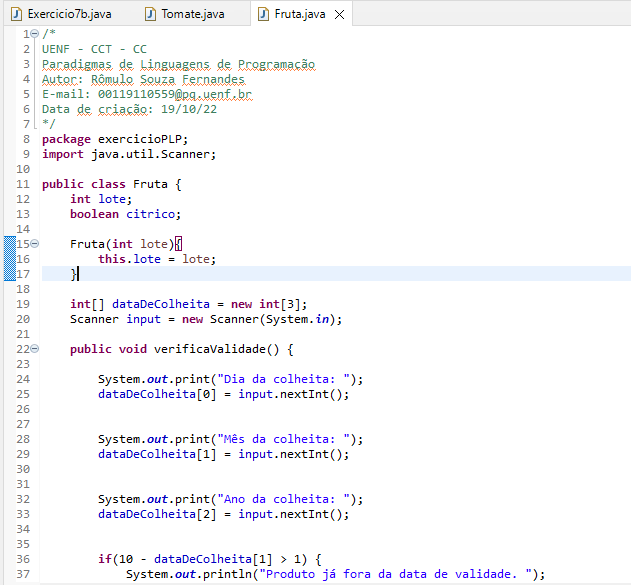 Exercicio7b.java Tomate.java Fruta.java
1 /*
2 UENF - CCT - CC
3 Paradigmas de Linguagens de Programação
4 Autor: Rômulo Souza Fernandes
5 E-mail: 00119110559@pq.uenf.br
6 Data de criação: 19/10/22
7 */
8 package exercicioPLP;
9 import java.util.Scanner;
10
11 public class Fruta {
12 int lote;
13 boolean citrico;
14
15 Fruta(int lote){
16 this.lote = lote;
17 }
18
19 int[] dataDeColheita = new int[3];
20 Scanner input = new Scanner(System.in);
21
22 public void verificaValidade() {
23
24 System.out.print("Dia da colheita: ");
25 dataDeColheita[0] = input.nextInt();
26
27
28 System.out.print("Mês da colheita: ");
29 dataDeColheita[1] = input.nextInt();
30
31
32 System.out.print("Ano da colheita: ");
33 dataDeColheita[2] = input.nextInt();
34
35
36 if(10 - dataDeColheita[1] > 1) {
37 System.out.println("Produto já fora da data de validade. ");